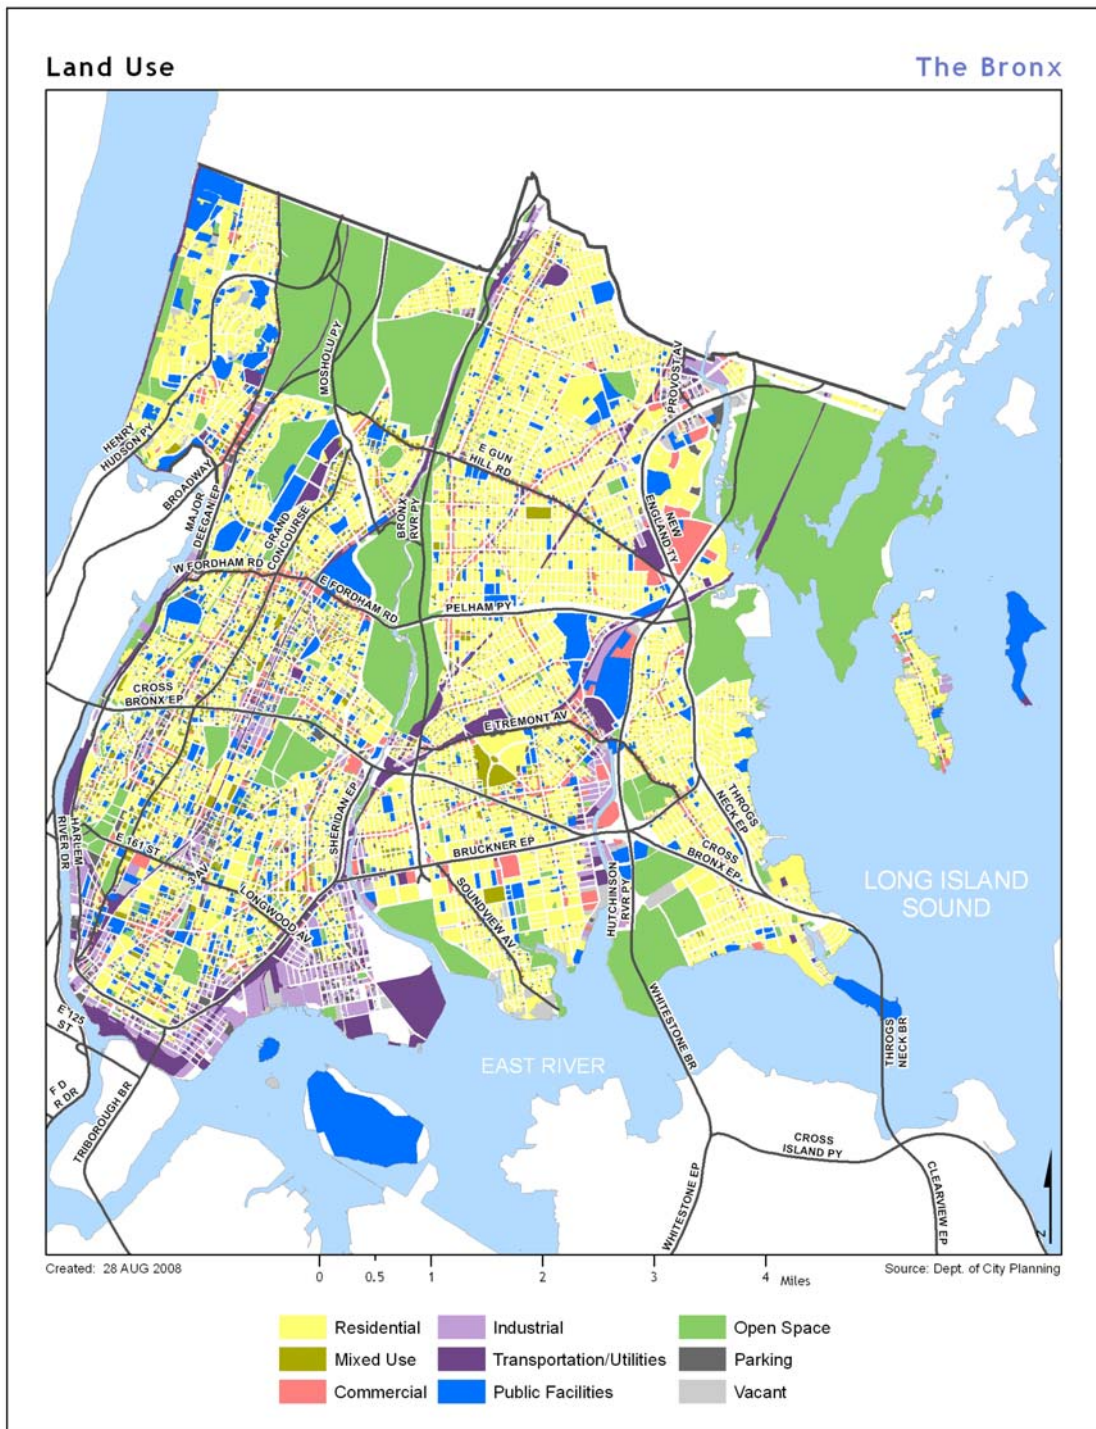 Land Use
The Bronx
MOSHOLU PY
PROVOST AV
HENRY
HUDSON PY
BROADWAY
MAJOR
DEEGAN EP
GRAND
CONCOURSE
E GUN
HILL RD
BRONX
RVR PY
NEW
ENGLAND TY
W FORDHAM RD
E FORDHAM RD
PELHAM PY
CROSS
BRONX EP
E TREMONT AV
SHERIDAN EP
THROGS
NECK EP
HARLEM
RIVER DR
E 161 ST
3 AV
LONGWOOD AV
BRUCKNER EP
SOUNDVIEW AV
HUTCHINSON
RVR PY
CROSS
BRONX EP
LONG ISLAND
SOUND
E 125
ST
F D
R DR
TRIBOROUGH BR
EAST RIVER
WHITESTONE BR
THROGS
NECK BR
CROSS
ISLAND PY
WHITESTONE EP
CLEARVIEW EP
N
Created: 28 AUG 2008
0 0.5 1 2 3 4 Miles
Source: Dept. of City Planning
Residential
Industrial
Open Space
Mixed Use
Transportation/Utilities
Parking
Commercial
Public Facilities
Vacant